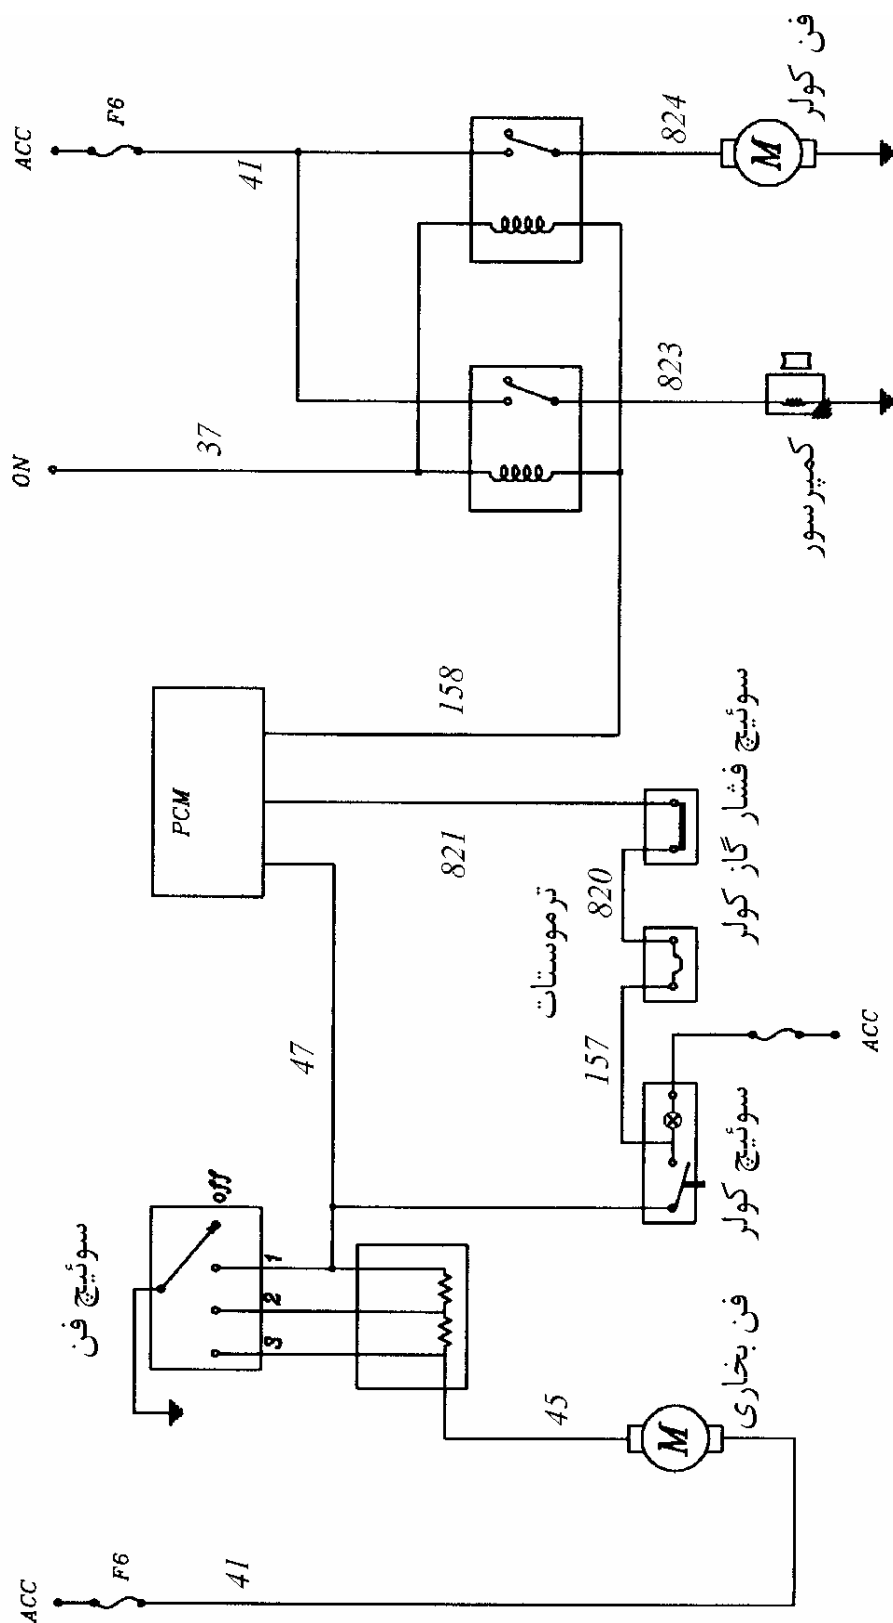 ACC
F6
41
فن بخاری
45
سوئیچ فن
off
1
2
3
47
PCM
سوئیچ کولر
ACC
157
ترموستات
820
سوئیچ فشار گاز کولر
821
158
ON
37
کمپرسور
823
ACC
F6
41
824
فن کولر
M
M